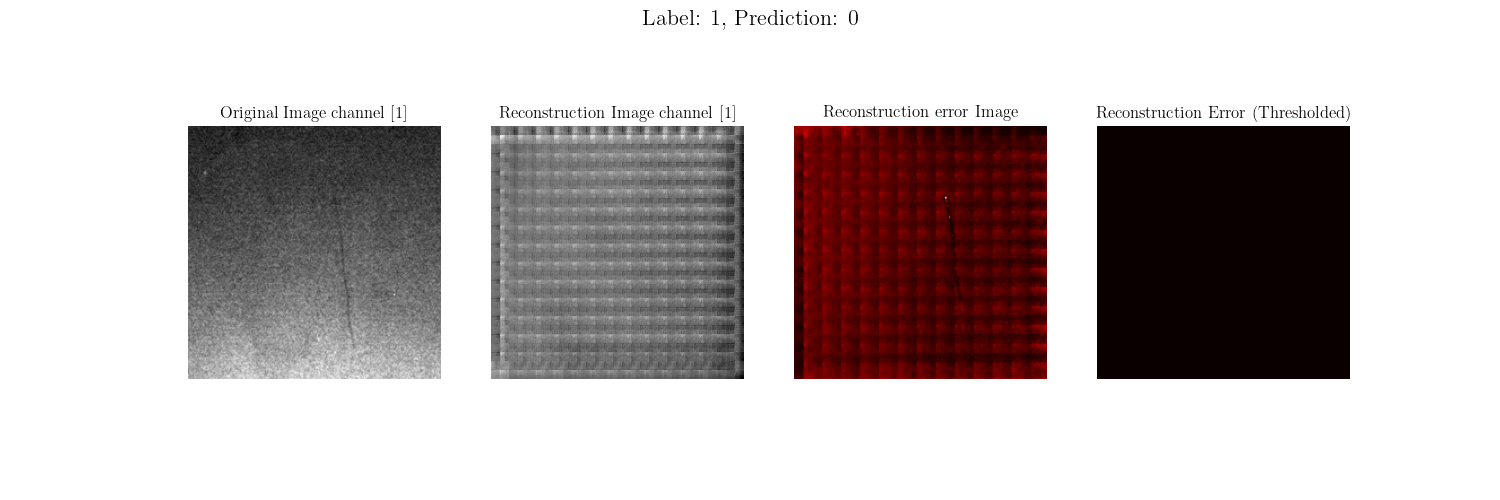 Label: 1, Prediction: 0
Original Image channel [1]
Reconstruction Image channel [1]
Reconstruction error Image
Reconstruction Error (Thresholded)